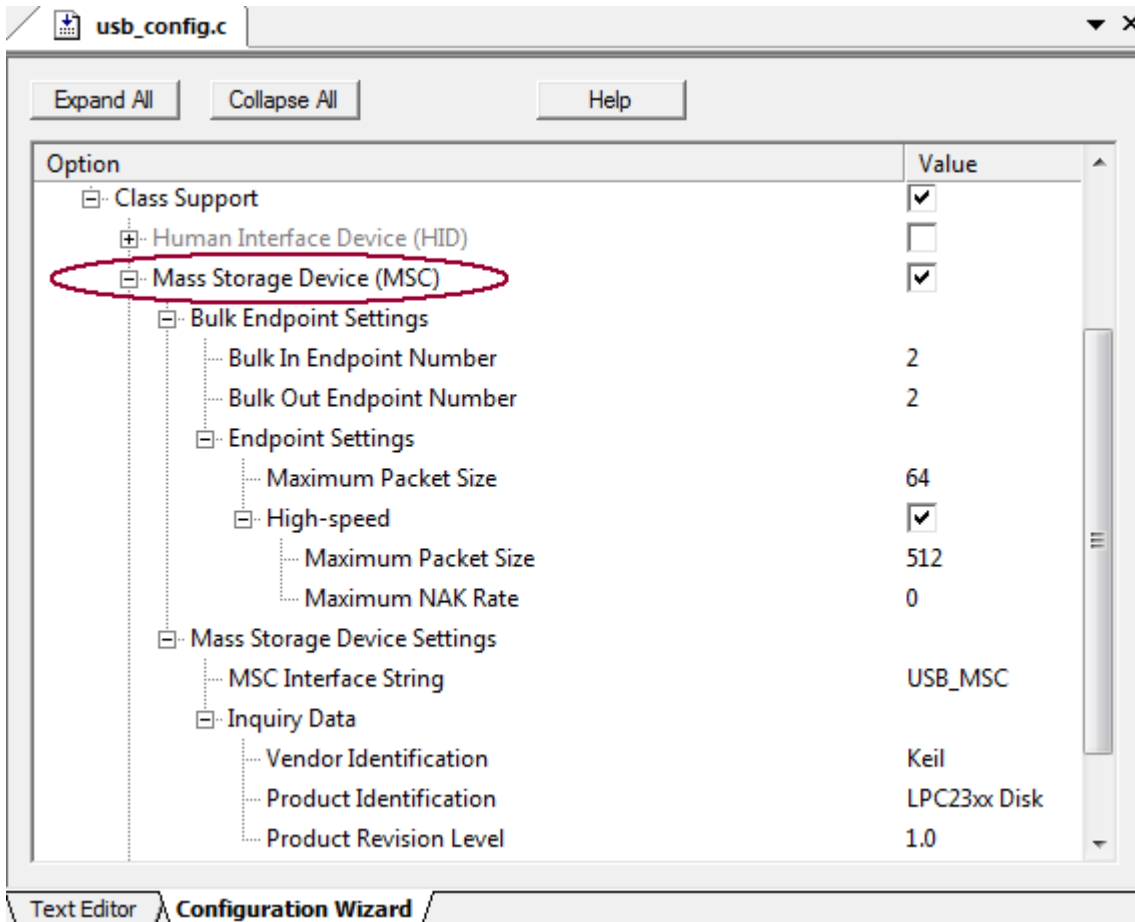 usb_config.c
Expand All Collapse All Help
Option Value
Class Support
Human Interface Device (HID)
Mass Storage Device (MSC)
Bulk Endpoint Settings
Bulk In Endpoint Number 2
Bulk Out Endpoint Number 2
Endpoint Settings
Maximum Packet Size 64
High-speed
Maximum Packet Size 512
Maximum NAK Rate 0
Mass Storage Device Settings
MSC Interface String USB_MSC
Inquiry Data
Vendor Identification Keil
Product Identification LPC23xx Disk
Product Revision Level 1.0
Text Editor Configuration Wizard